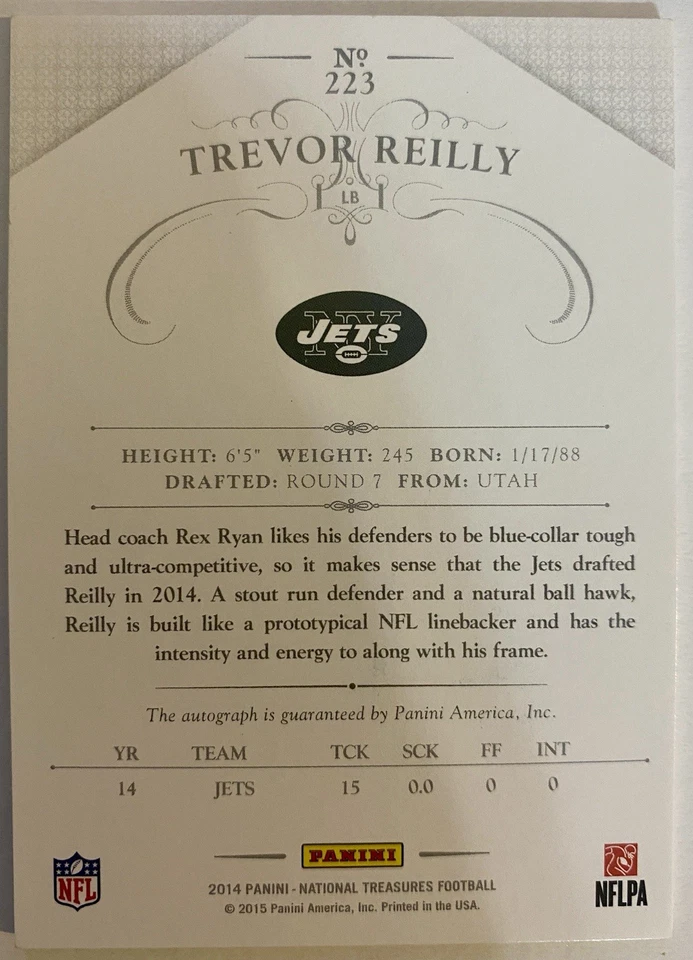 Nº
223
TREVOR REILLY
LB
NY JETS
HEIGHT: 6'5" WEIGHT: 245 BORN: 1/17/88
DRAFTED: ROUND 7 FROM: UTAH
Head coach Rex Ryan likes his defenders to be blue-collar tough
and ultra-competitive, so it makes sense that the Jets drafted
Reilly in 2014. A stout run defender and a natural ball hawk,
Reilly is built like a prototypical NFL linebacker and has the
intensity and energy to along with his frame.
The autograph is guaranteed by Panini America, Inc.
YR TEAM TCK SCK FF INT
14 JETS 15 0.0 0 0
PANINI
NFL
2014 PANINI - NATIONAL TREASURES FOOTBALL
© 2015 Panini America, Inc. Printed in the USA.
NFLPA